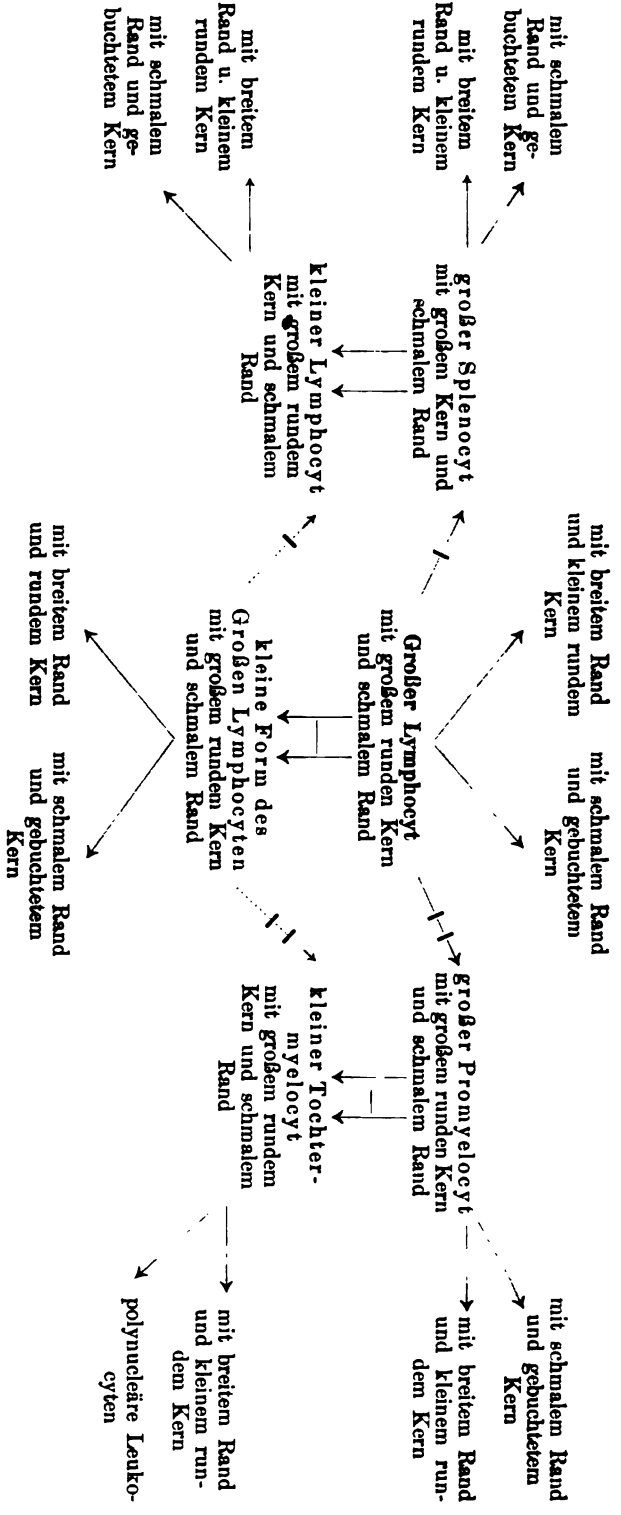 mit schmalem
Rand und ge-
buchtetem Kern
mit breitem
Rand u. kleinem
rundem Kern
großer Splenocyt
mit großem Kern und
schmalem Rand
mit breitem
Rand u. kleinem
rundem Kern
mit schmalem
Rand und ge-
buchtetem Kern
kleiner Lymphocyt
mit großem rundem
Kern und schmalem
Rand
mit breitem Rand
und kleinem rundem
Kern
mit schmalem Rand
und gebuchtetem
Kern
Großer Lymphocyt
mit großem runden Kern
und schmalem Rand
kleine Form des
Großen Lymphocyten
mit großem rundem Kern
und schmalem Rand
mit breitem Rand
und rundem Kern
mit schmalem Rand
und gebuchtetem
Kern
großer Promyelocyt
mit großem runden Kern
und schmalem Rand
kleiner Tochter-
myelocyt
mit großem rundem
Kern und schmalem
Rand
mit schmalem Rand
und gebuchtetem
Kern
mit breitem Rand
und kleinem run-
dem Kern
mit breitem Rand
und kleinem run-
dem Kern
polynucleäre Leuko-
cyten